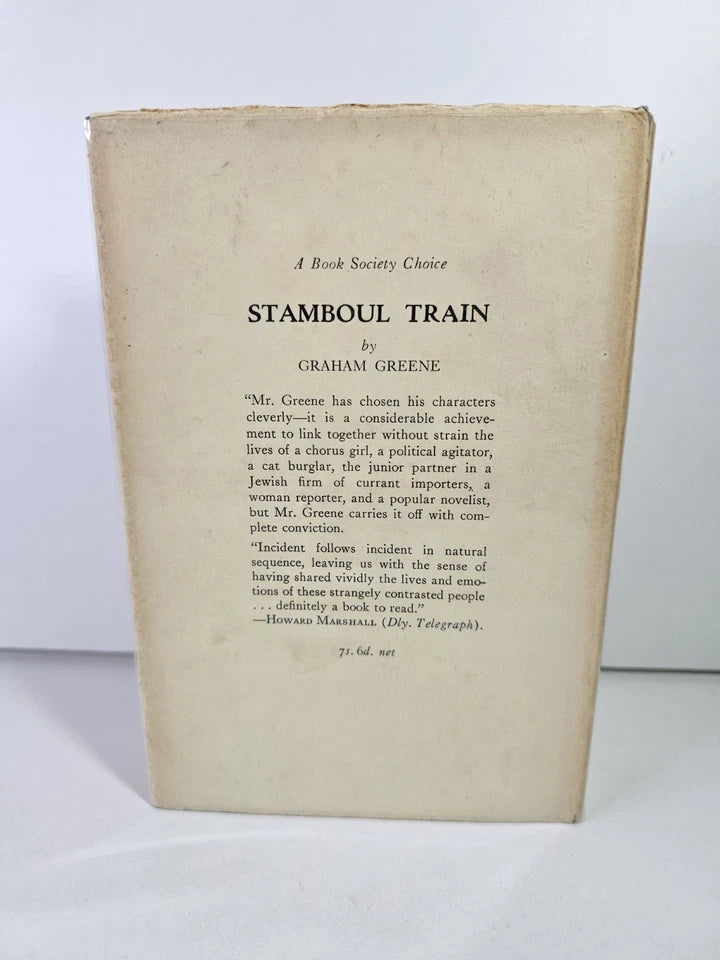 A Book Society Choice
STAMBOUL TRAIN
by
GRAHAM GREENE
“Mr. Greene has chosen his characters
cleverly—it is a considerable achieve-
ment to link together without strain the
lives of a chorus girl, a political agitator,
a cat burglar, the junior partner in a
Jewish firm of currant importers, a
woman reporter, and a popular novelist,
but Mr. Greene carries it off with com-
plete conviction.
“Incident follows incident in natural
sequence, leaving us with the sense of
having shared vividly the lives and emo-
tions of these strangely contrasted people
. . . definitely a book to read.”
—HOWARD MARSHALL (Dly. Telegraph).
7s. 6d. net